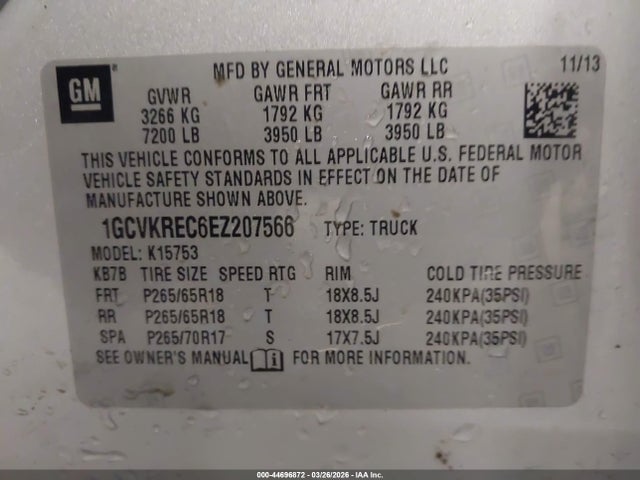 GM ® MFD BY GENERAL MOTORS LLC 11/13
GVWR GAWR FRT GAWR RR
3266 KG 1792 KG 1792 KG
7200 LB 3950 LB 3950 LB
THIS VEHICLE CONFORMS TO ALL APPLICABLE U.S. FEDERAL MOTOR
VEHICLE SAFETY STANDARDS IN EFFECT ON THE DATE OF
MANUFACTURE SHOWN ABOVE.
1GCVKREC6EZ207566 TYPE: TRUCK
MODEL: K15753
KB7B TIRE SIZE SPEED RTG RIM COLD TIRE PRESSURE
FRT P265/65R18 T 18X8.5J 240KPA(35PSI)
RR P265/65R18 T 18X8.5J 240KPA(35PSI)
SPA P265/70R17 S 17X7.5J 240KPA(35PSI)
SEE OWNER'S MANUAL FOR MORE INFORMATION.
000-44696872 | 03/26/2026 - IAA Inc.